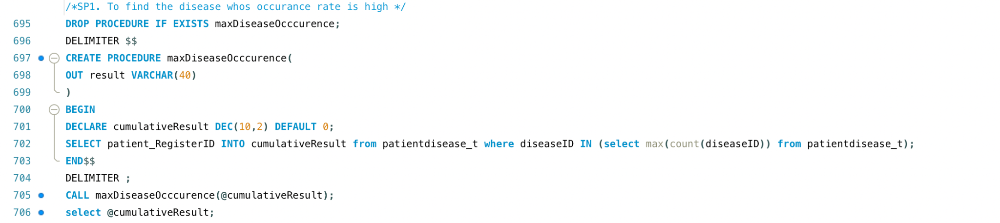 /*SP1. To find the disease whos occurance rate is high */
695 DROP PROCEDURE IF EXISTS maxDiseaseOcccurence;
696 DELIMITER $$
697 CREATE PROCEDURE maxDiseaseOcccurence(
698 OUT result VARCHAR(40)
699 )
700 BEGIN
701 DECLARE cumulativeResult DEC(10,2) DEFAULT 0;
702 SELECT patient_RegisterID INTO cumulativeResult from patientdisease_t where diseaseID IN (select max(count(diseaseID)) from patientdisease_t);
703 END$$
704 DELIMITER ;
705 CALL maxDiseaseOcccurence(@cumulativeResult);
706 select @cumulativeResult;